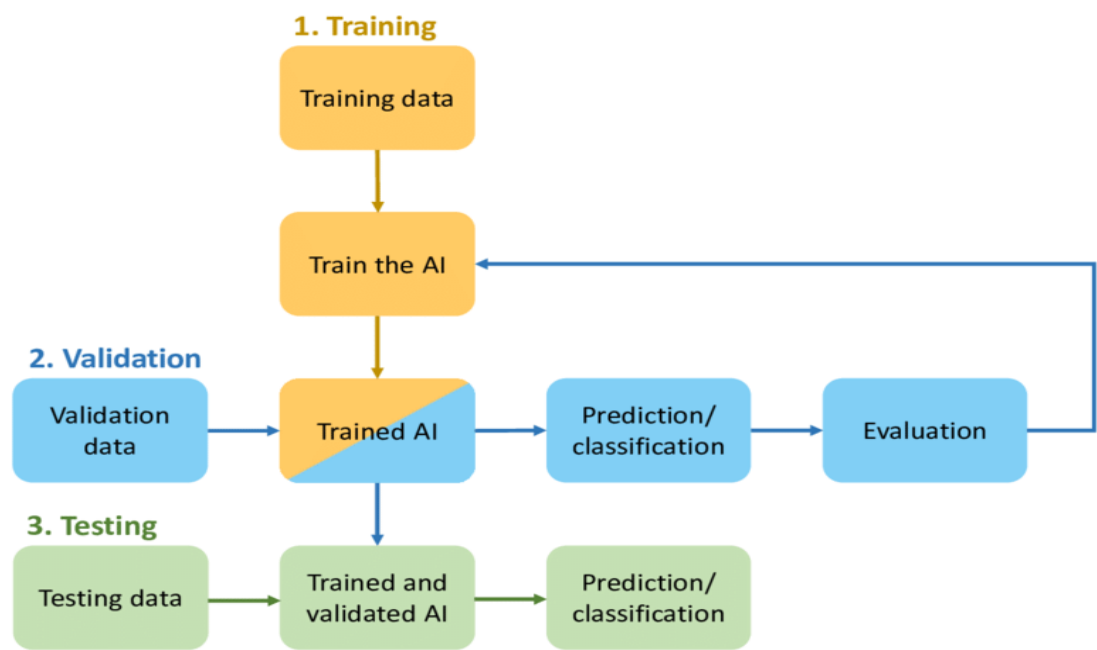 1. Training
Training data
Train the AI
2. Validation
Validation
data
Trained AI
Prediction/
classification
Evaluation
3. Testing
Testing data
Trained and
validated AI
Prediction/
classification